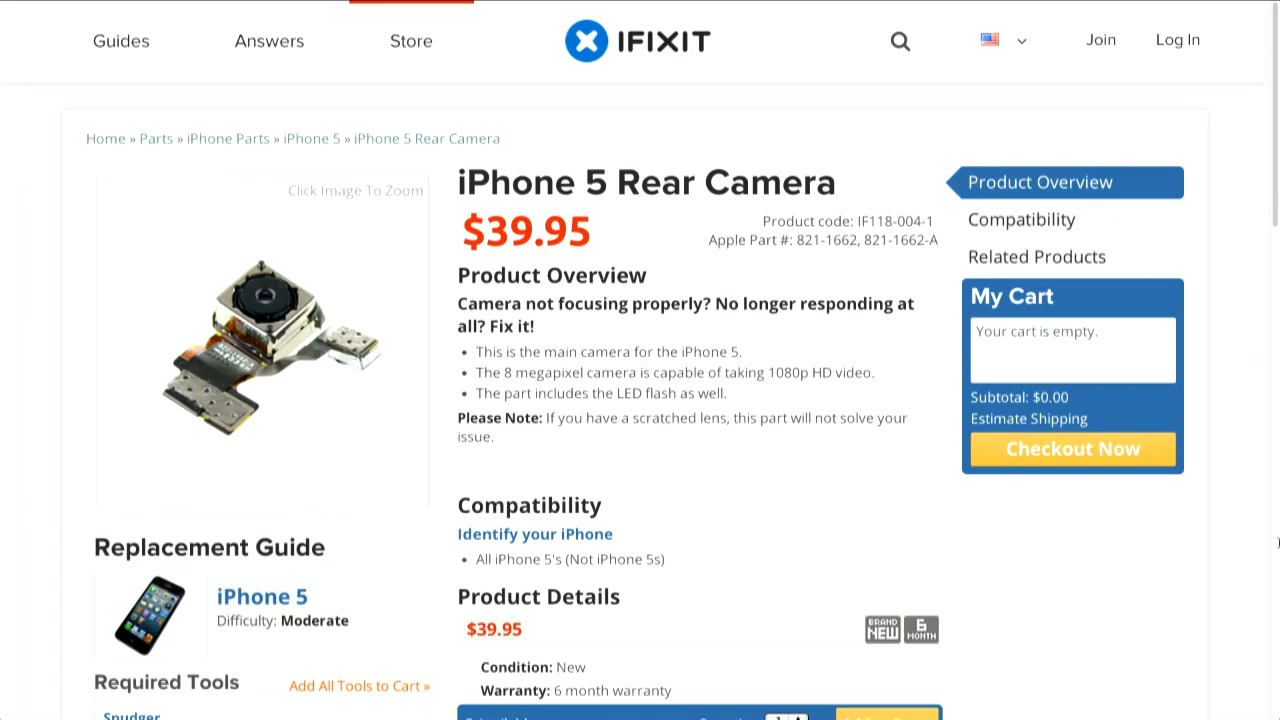 Guides
Answers
Store
IFIXIT
Join
Log In
Home » Parts » iPhone Parts » iPhone 5 » iPhone 5 Rear Camera
Click Image To Zoom
iPhone 5 Rear Camera
$39.95
Product code: IF118-004-1
Apple Part #: 821-1662, 821-1662-A
Product Overview
Camera not focusing properly? No longer responding at
all? Fix it!
• This is the main camera for the iPhone 5.
• The 8 megapixel camera is capable of taking 1080p HD video.
• The part includes the LED flash as well.
Please Note: If you have a scratched lens, this part will not solve your
issue.
Compatibility
Identify your iPhone
• All iPhone 5's (Not iPhone 5s)
Product Details
$39.95
BRAND
NEW
6
MONTH
Condition: New
Warranty: 6 month warranty
Product Overview
Compatibility
Related Products
My Cart
Your cart is empty.
Subtotal: $0.00
Estimate Shipping
Checkout Now
Replacement Guide
iPhone 5
Difficulty: Moderate
Required Tools
Add All Tools to Cart »
Spudger